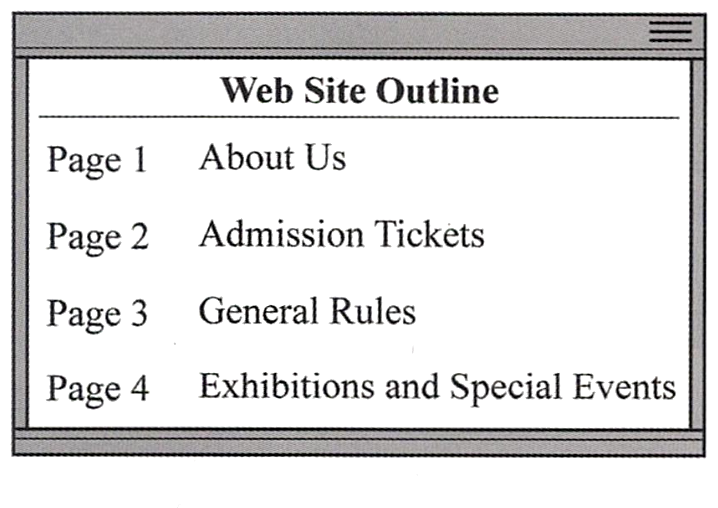 Web Site Outline
Page 1 About Us
Page 2 Admission Tickets
Page 3 General Rules
Page 4 Exhibitions and Special Events